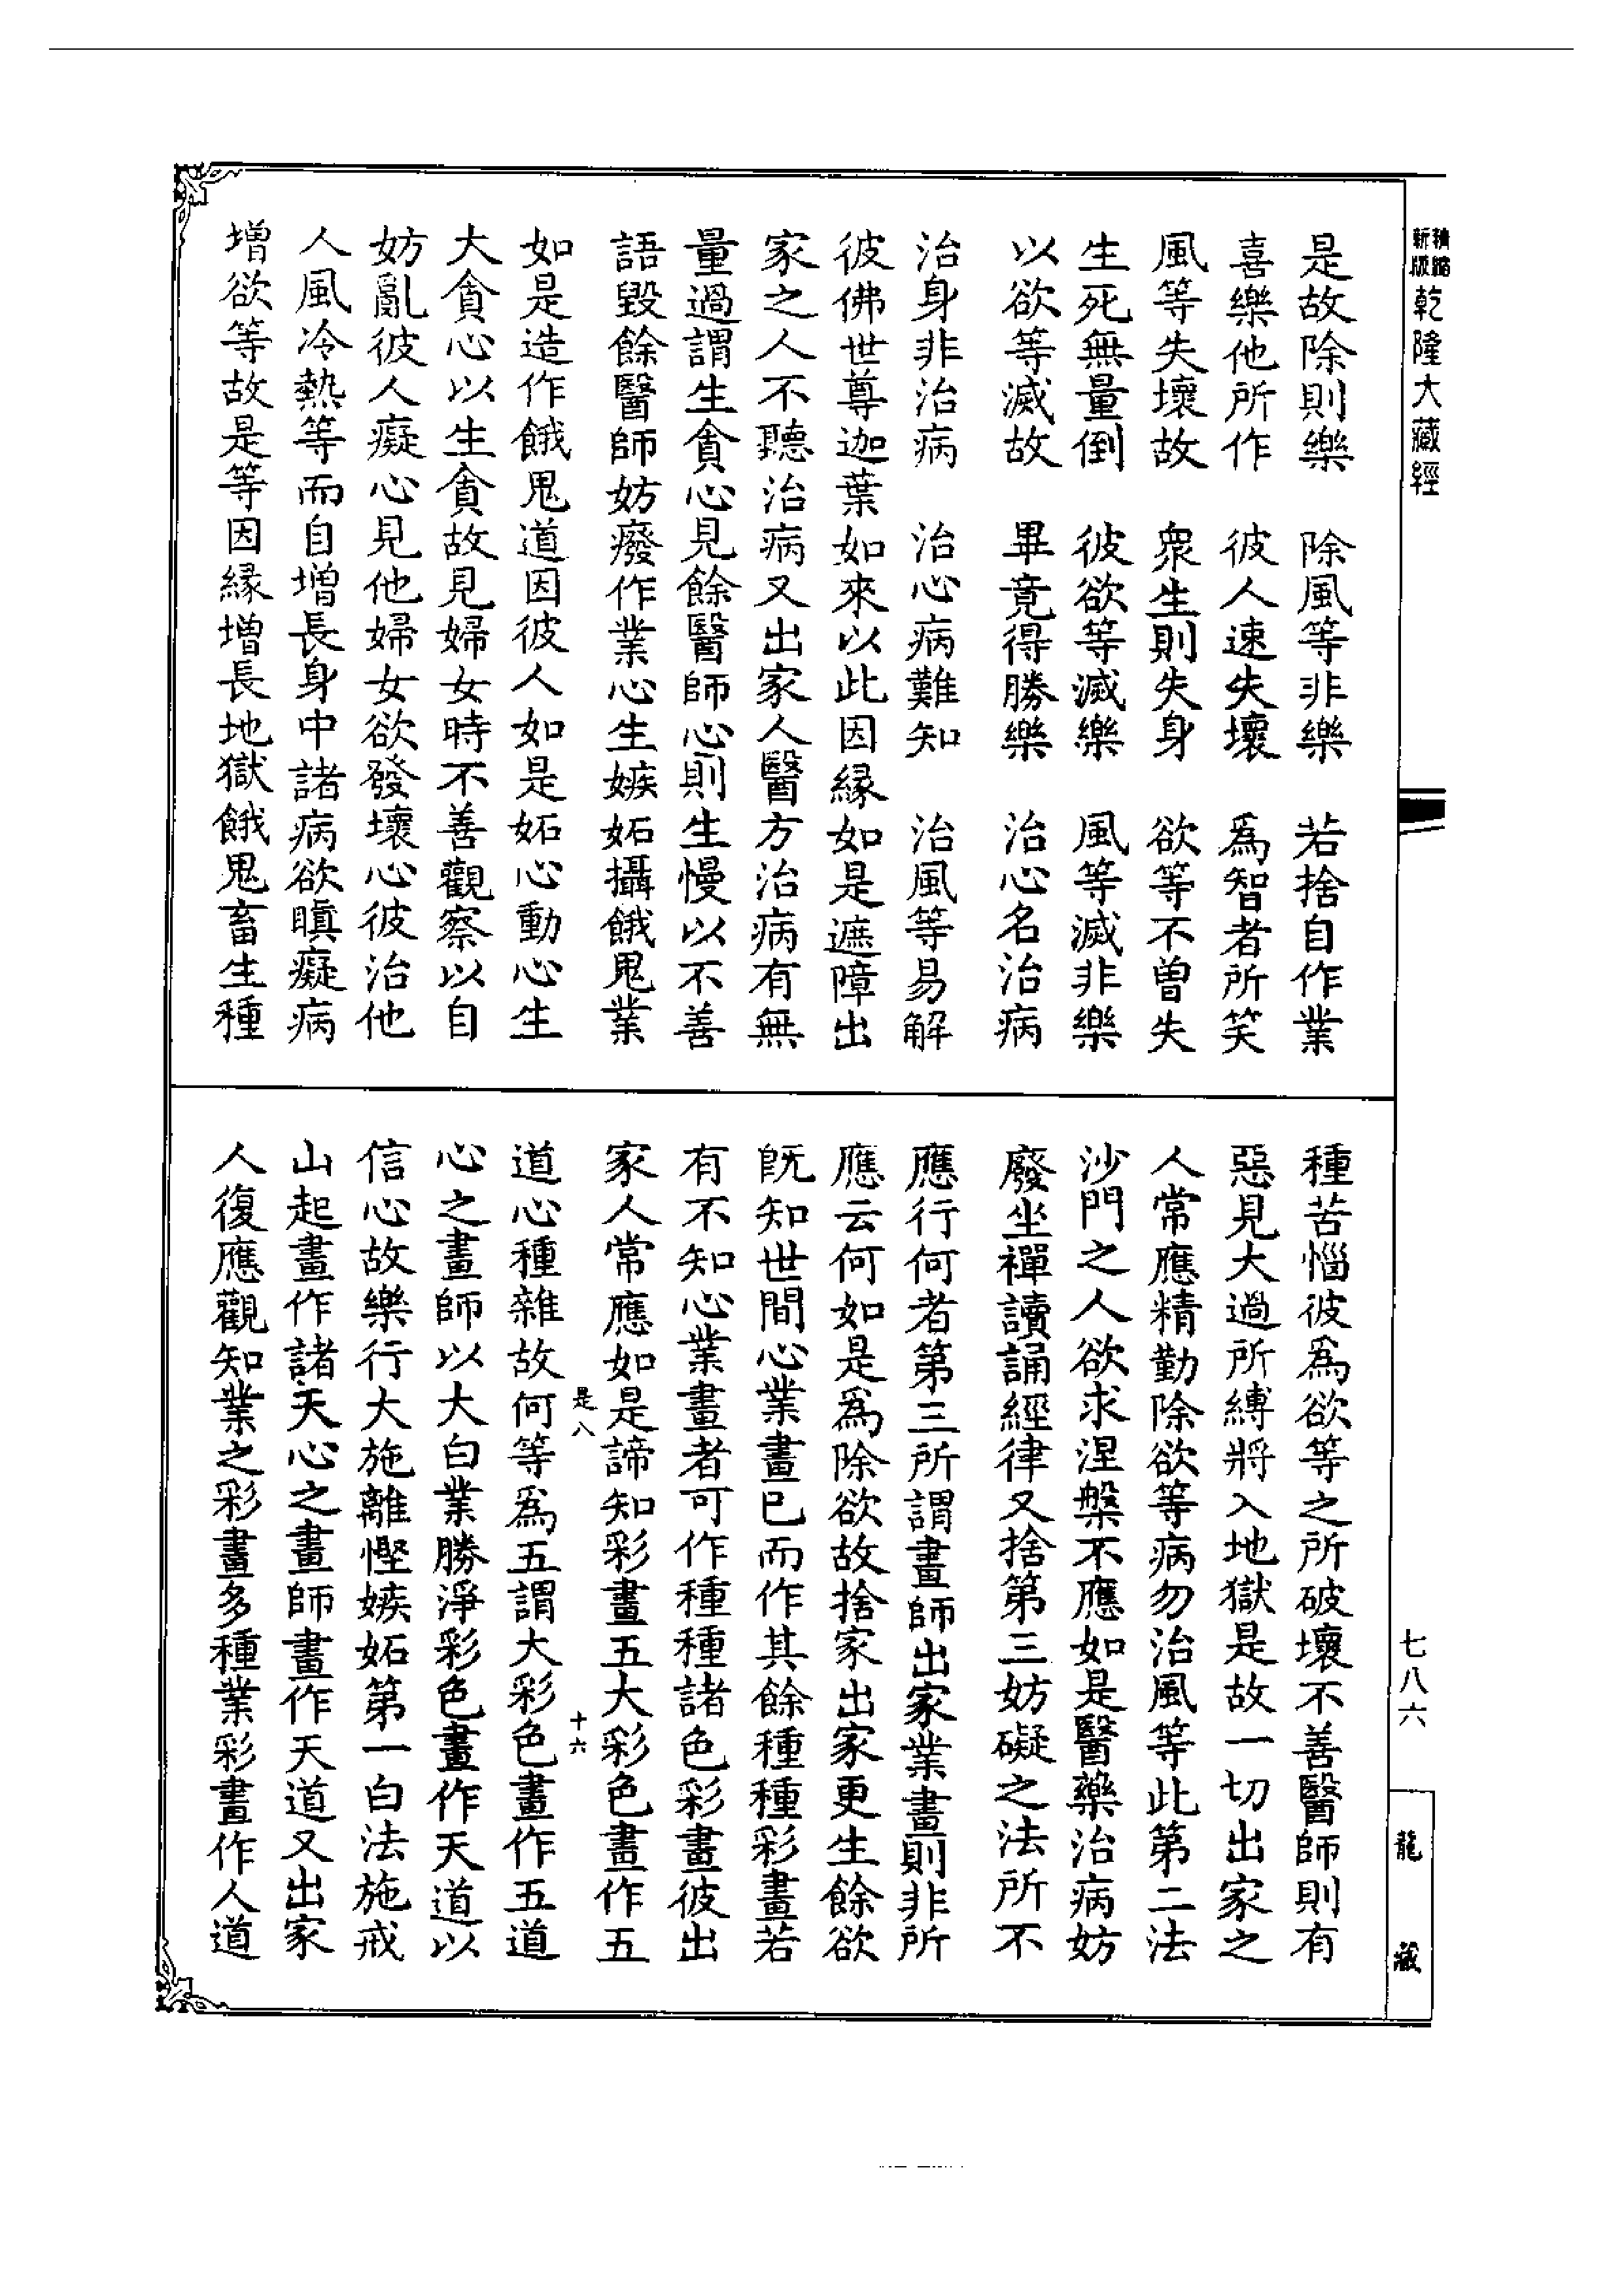 精縮
新版
乾隆大藏經
是故除則樂　除風等非樂　若捨自作業
喜樂他所作　彼人速失壞　爲智者所笑
風等失壞故　衆生則失身　欲等不曾失
生死無量倒　彼欲等滅樂　風等滅非樂
以欲等滅故　畢竟得勝樂　治心名治病
治身非治病　治心病難知　治風等易解
彼佛世尊迦葉如來以此因緣如是遮障出
家之人不聽治病又出家人醫方治病有無
量過謂生貪心見餘醫師心則生慢以不善
語毀餘醫師妨癈作業心生嫉妬攝餓鬼業
如是造作餓鬼道因彼人如是妬心動心生
大貪心以生貪故見婦女時不善觀察以自
妨亂彼人癡心見他婦女欲發壞心彼治他
人風冷熱等而自增長身中諸病欲瞋癡病
增欲等故是等因緣增長地獄餓鬼畜生種
種苦惱彼爲欲等之所破壞不善醫師則有
惡見大過所縛將入地獄是故一切出家之
人常應精勤除欲等病勿治風等此第二法
沙門之人欲求涅槃不應如是醫藥治病妨
廢坐禪讀誦經律又捨第三妨礙之法所不
應行何者第三所謂畫師出家業畫則非所
應云何如是爲除欲故捨家出家更生餘欲
旣知世間心業畫已而作其餘種種彩畫若
有不知心業畫者可作種種諸色彩畫彼出
家人常應如是諦知彩畫五大彩色畫作五
是八　十六
道心種雜故何等爲五謂大彩色畫作五道
心之畫師以大白業勝淨彩色畫作天道以
信心故樂行大施離慳嫉妬第一白法施戒
山起畫作諸天心之畫師畫作天道又出家
人復應觀知業之彩畫多種業彩畫作人道
七八六
龍藏